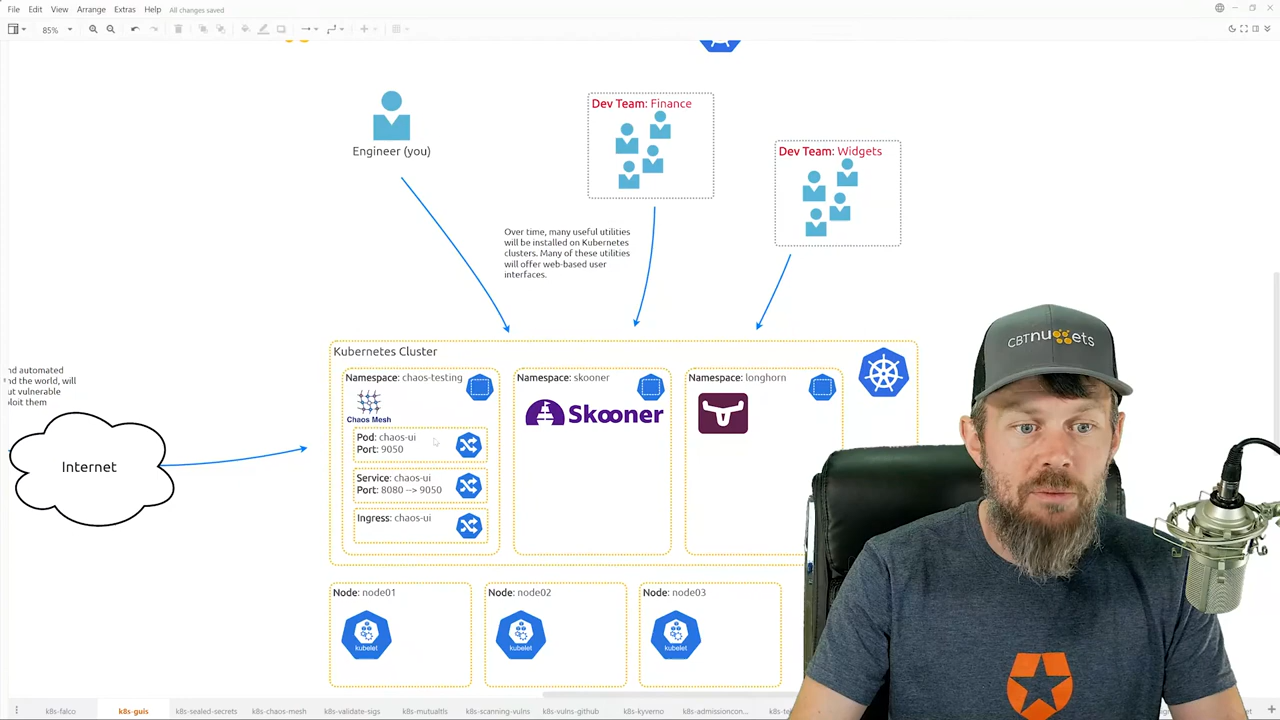 File Edit View Arrange Extras Help All changes saved
85%
Engineer (you)
Dev Team: Finance
Dev Team: Widgets
Over time, many useful utilities
will be installed on Kubernetes
clusters. Many of these utilities
will offer web-based user
interfaces.
Kubernetes Cluster
Namespace: chaos-testing
Chaos Mesh
Pod: chaos-ui
Port: 9050
Service: chaos-ui
Port: 8080 --> 9050
Ingress: chaos-ui
Namespace: skooner
Skooner
Namespace: longhorn
nd automated
nd the world, will
ut vulnerable
ploit them
Internet
Node: node01
kubelet
Node: node02
kubelet
Node: node03
kubelet
CBTnuggets
k8s-falco k8s-guis k8s-sealed-secrets k8s-chaos-mesh k8s-validate-sigs k8s-mutualtls k8s-scanning-vulns k8s-vulns-github k8s-kyverno k8s-admissioncon...